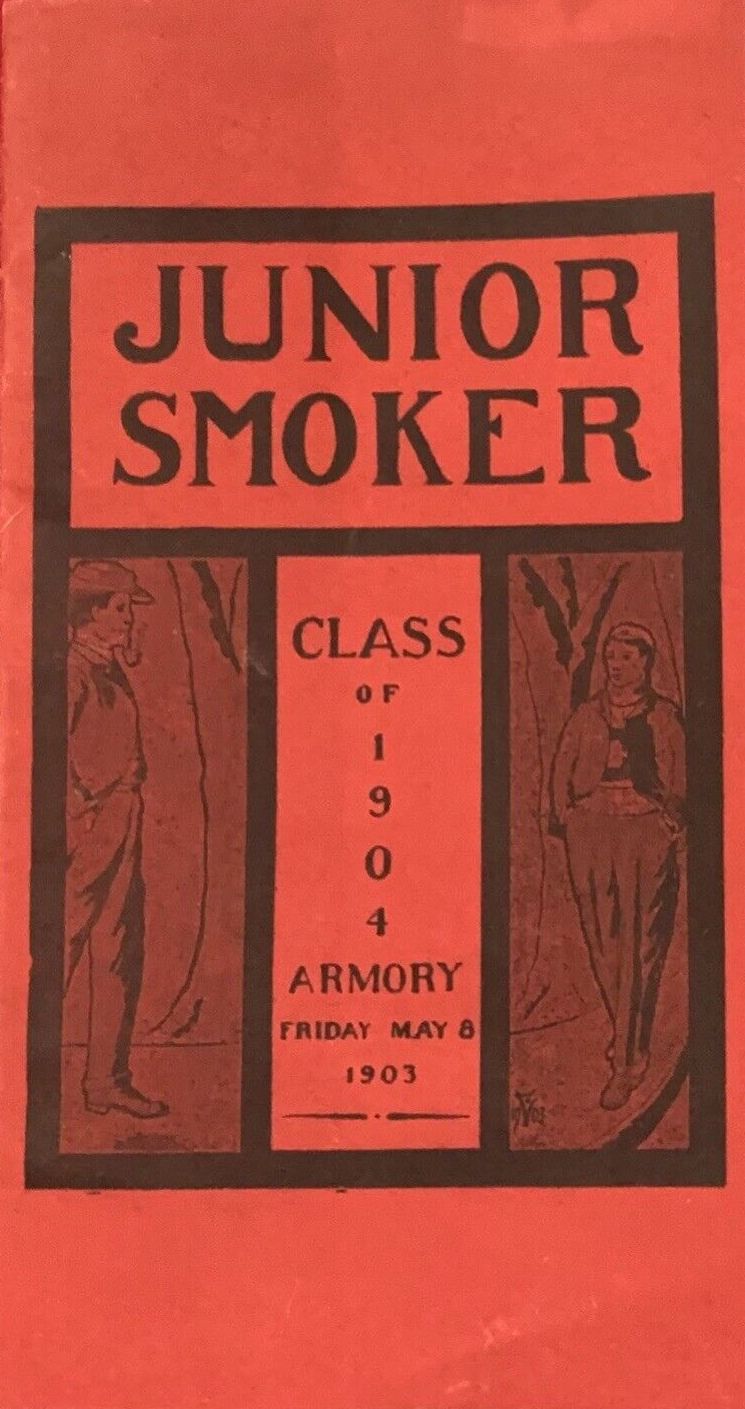 JUNIOR
SMOKER
CLASS
OF
1
9
0
4
ARMORY
FRIDAY MAY 8
1903